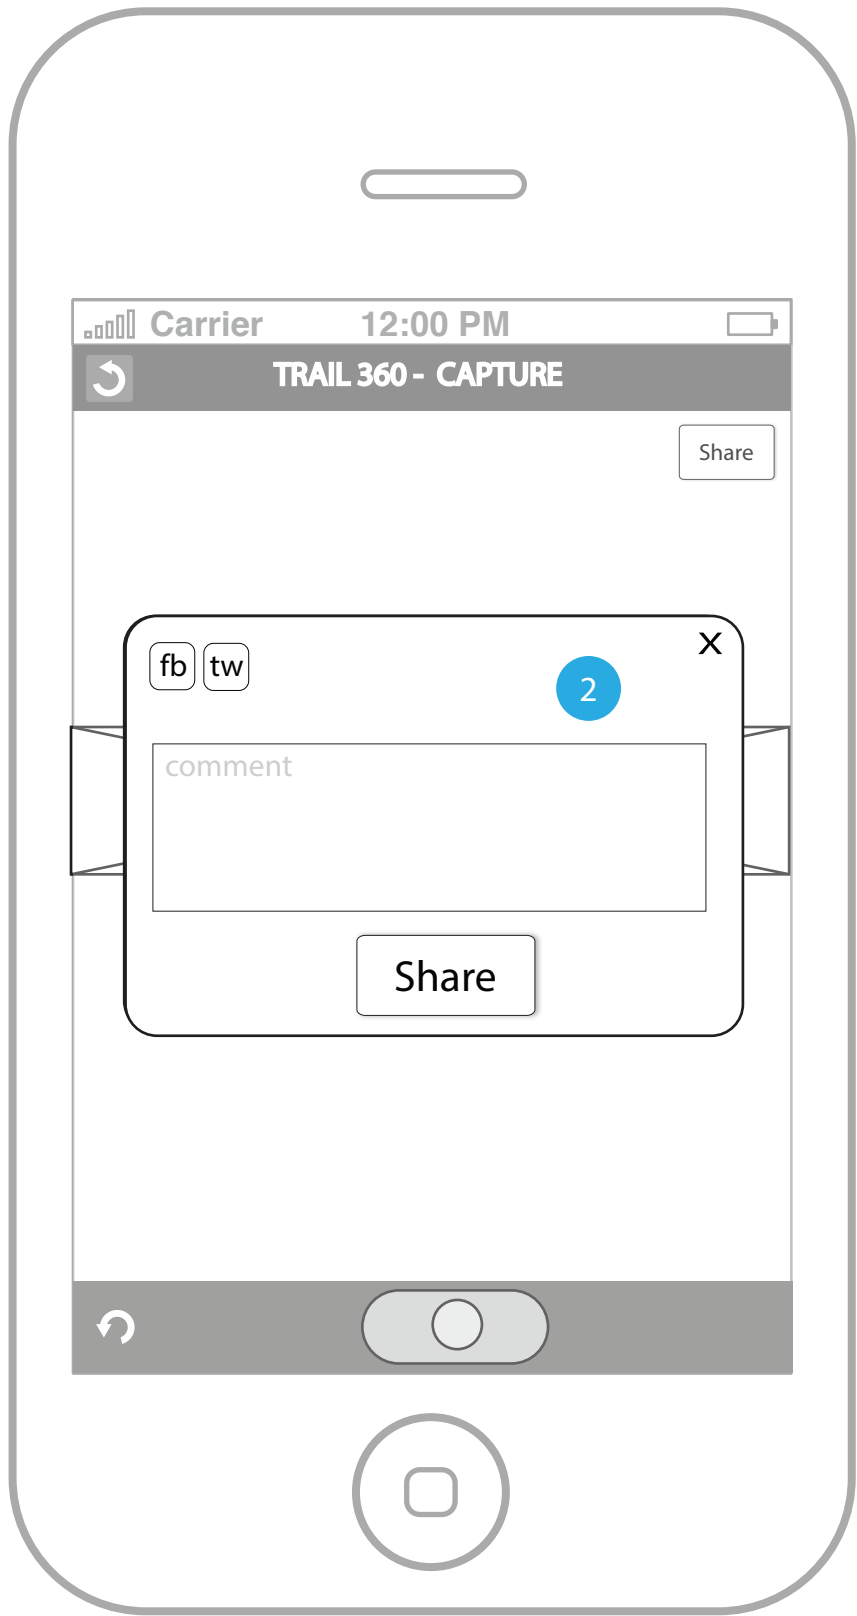 Carrier 12:00 PM
TRAIL 360 - CAPTURE
Share
fb tw X
2
comment
Share